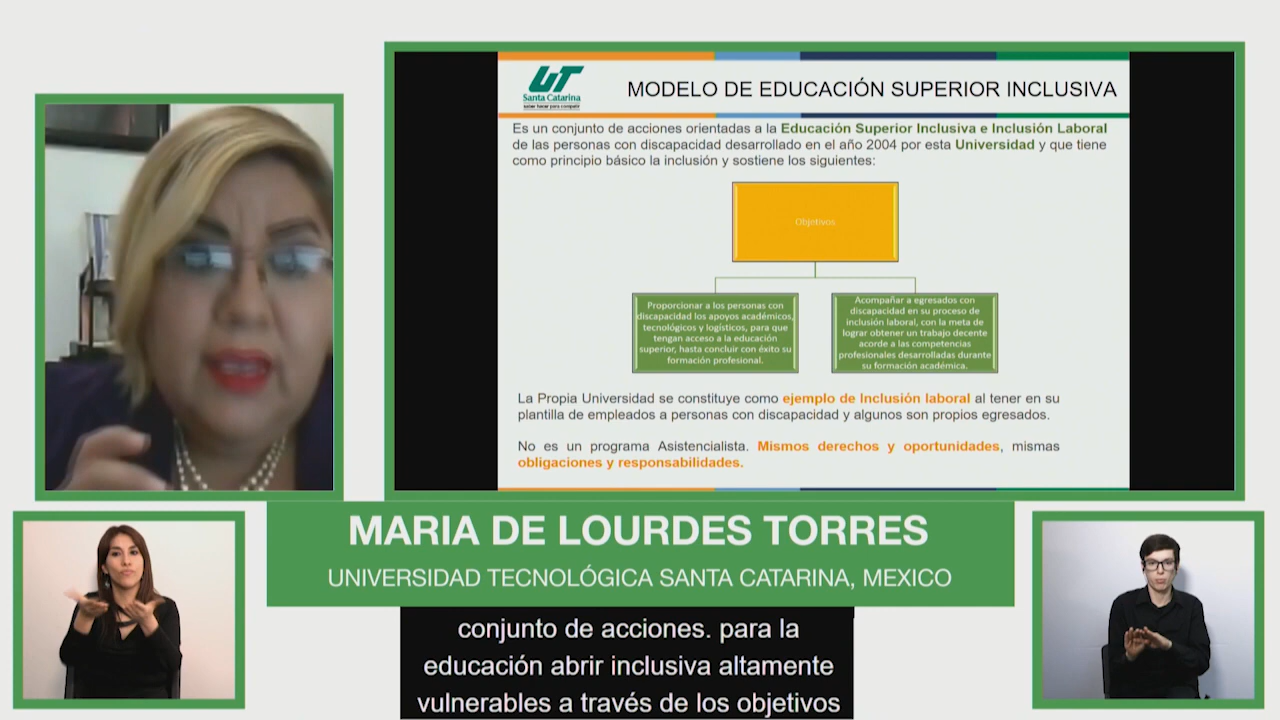 UT
Santa Catarina
saber hacer para competir
MODELO DE EDUCACIÓN SUPERIOR INCLUSIVA
Es un conjunto de acciones orientadas a la Educación Superior Inclusiva e Inclusión Laboral
de las personas con discapacidad desarrollado en el año 2004 por esta Universidad y que tiene
como principio básico la inclusión y sostiene los siguientes:
Objetivos
Proporcionar a los personas con
discapacidad los apoyos académicos,
tecnológicos y logísticos, para que
tengan acceso a la educación
superior, hasta concluir con éxito su
formación profesional.
Acompañar a egresados con
discapacidad en su proceso de
inclusión laboral, con la meta de
lograr obtener un trabajo decente
acorde a las competencias
profesionales desarrolladas durante
su formación académica.
La Propia Universidad se constituye como ejemplo de Inclusión laboral al tener en su
plantilla de empleados a personas con discapacidad y algunos son propios egresados.
No es un programa Asistencialista. Mismos derechos y oportunidades, mismas
obligaciones y responsabilidades.
MARIA DE LOURDES TORRES
UNIVERSIDAD TECNOLÓGICA SANTA CATARINA, MEXICO
conjunto de acciones. para la
educación abrir inclusiva altamente
vulnerables a través de los objetivos